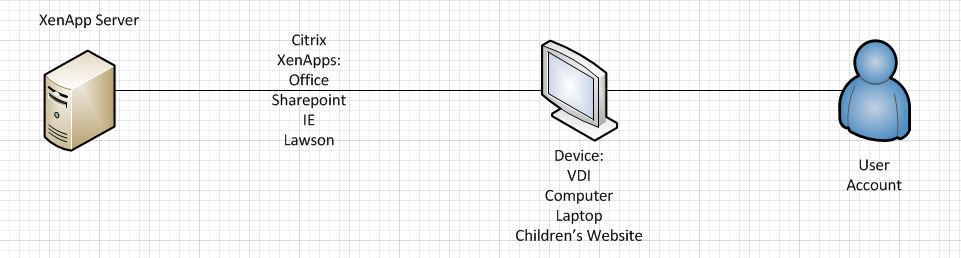 XenApp Server
Citrix
XenApps:
Office
Sharepoint
IE
Lawson
Device:
VDI
Computer
Laptop
Children's Website
User
Account